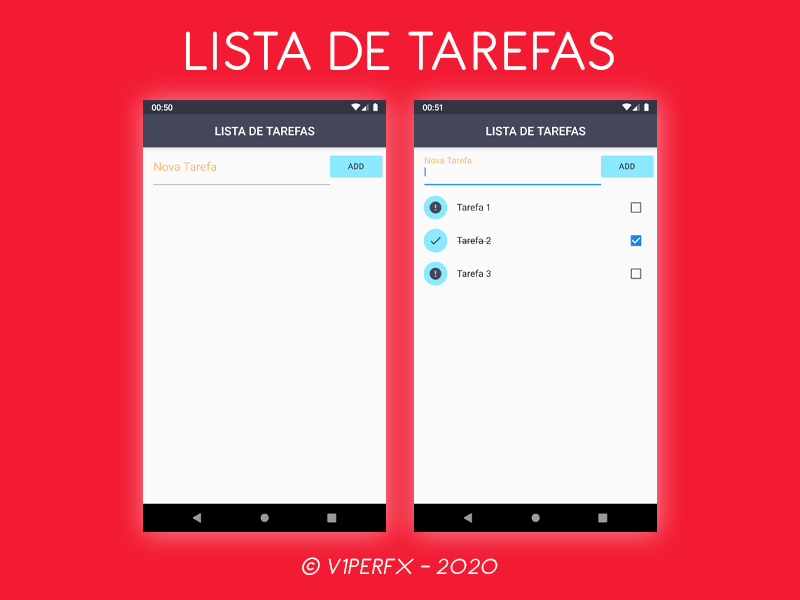 LISTA DE TAREFAS
00:50
LISTA DE TAREFAS
Nova Tarefa
ADD
00:51
LISTA DE TAREFAS
Nova Tarefa
ADD
Tarefa 1
Tarefa 2
Tarefa 3
© V1PERFX - 2020